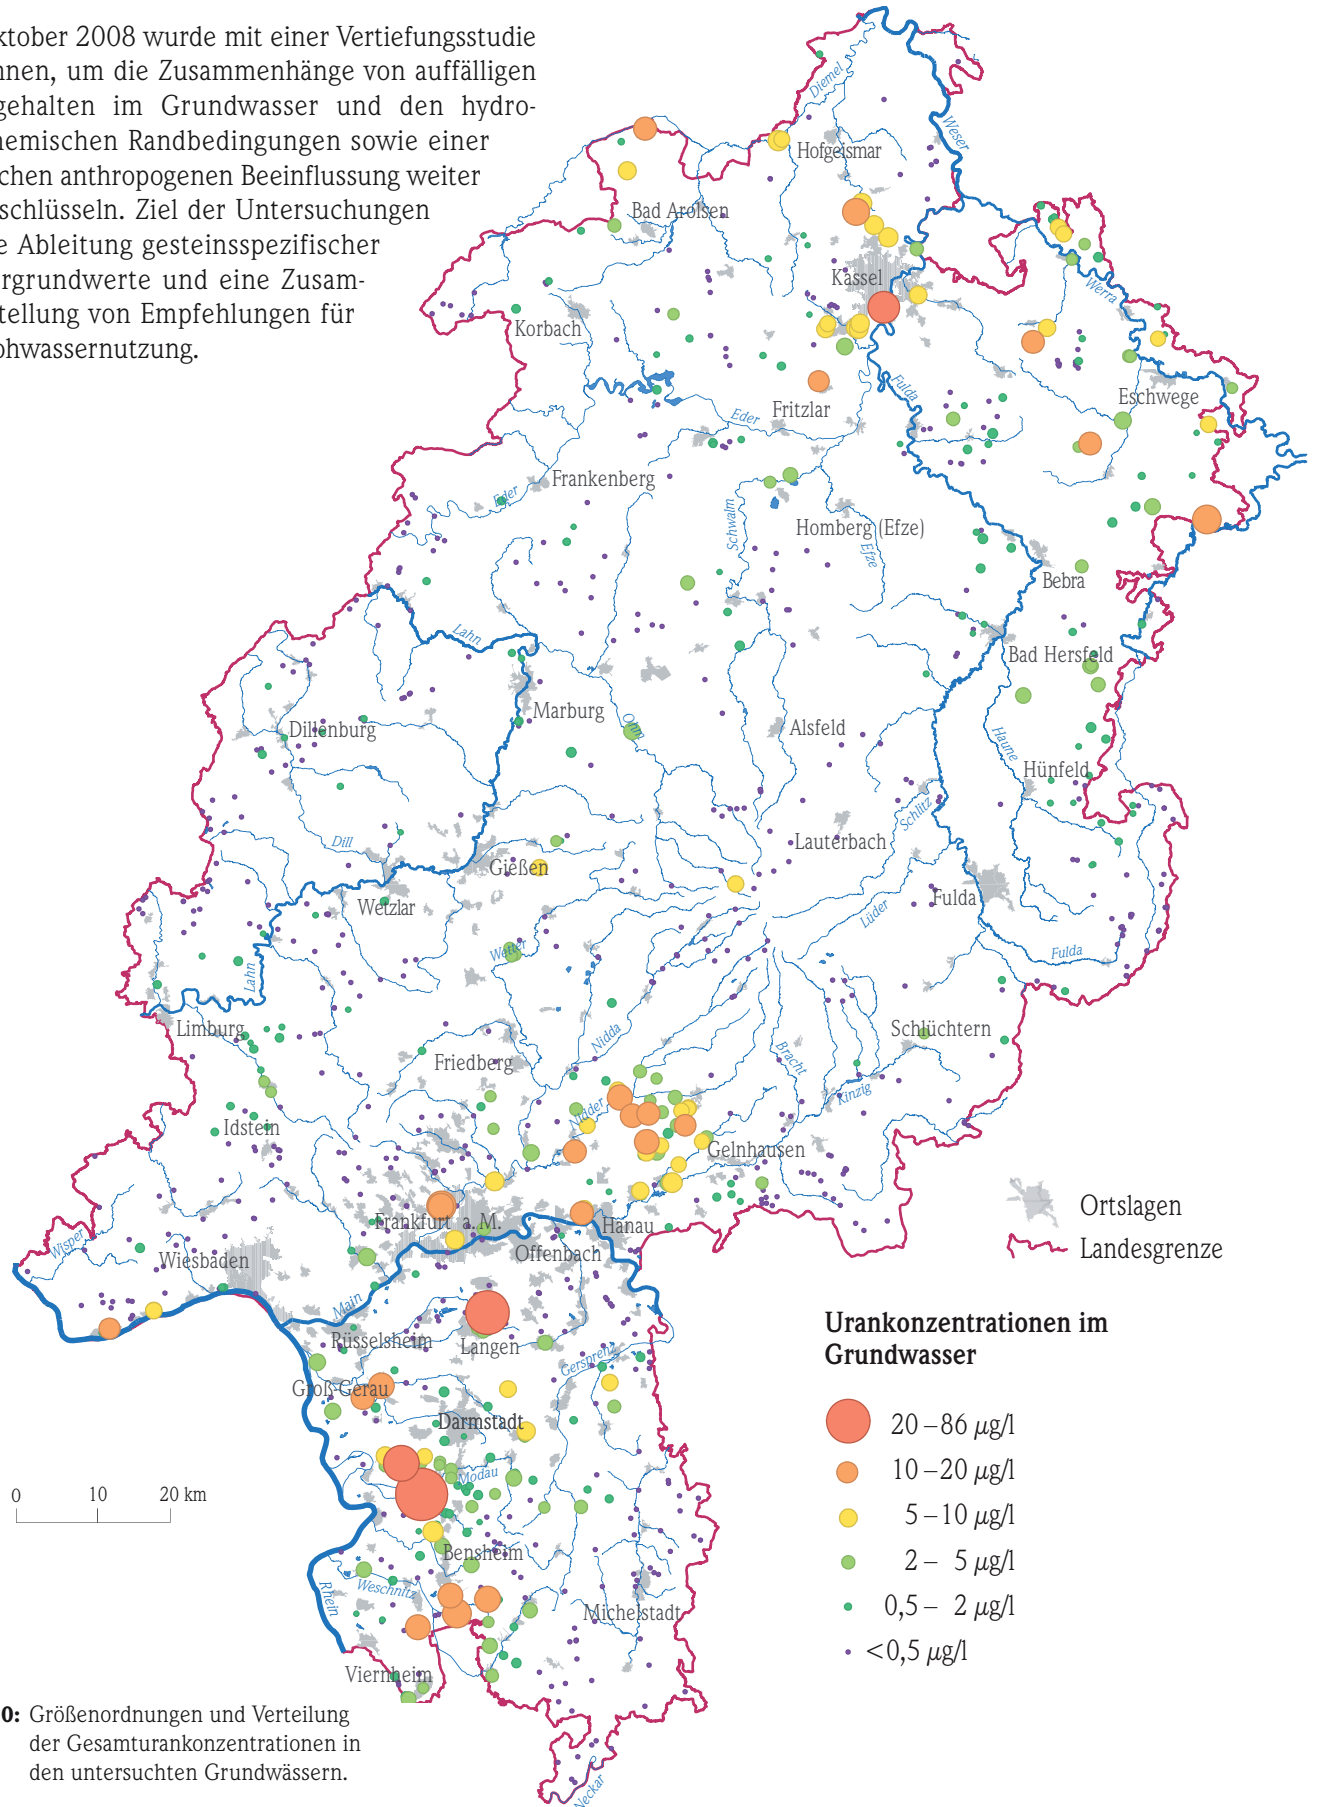 ktober 2008 wurde mit einer Vertiefungsstudie
nnen, um die Zusammenhänge von auffälligen
gehalten im Grundwasser und den hydro-
hemischen Randbedingungen sowie einer
ichen anthropogenen Beeinflussung weiter
schlüsseln. Ziel der Untersuchungen
e Ableitung gesteinsspezifischer
ergrundwerte und eine Zusam-
tellung von Empfehlungen für
ohwassernutzung.
Diemel
Weser
Hofgeismar
Bad Arolsen
Kassel
Werra
Korbach
Fulda
Eschwege
Fritzlar
Eder
Frankenberg
Eder
Schwalm
Homberg (Efze)
Efze
Bebra
Lahn
Bad Hersfeld
Marburg
Ohm
Alsfeld
Dillenburg
Haune
Hünfeld
Schlitz
Lauterbach
Dill
Gießen
Wetzlar
Fulda
Lüder
Wetter
Fulda
Lahn
Limburg
Schlüchtern
Nidda
Friedberg
Bracht
Kinzig
Nidder
Idstein
Gelnhausen
Ortslagen
Frankfurt a. M.
Hanau
Wisper
Offenbach
Landesgrenze
Wiesbaden
Main
Rüsselsheim
Langen
Gersprenz
Groß-Gerau
Darmstadt
Modau
Bensheim
Weschnitz
Rhein
Michelstadt
Viernheim
Neckar
Urankonzentrationen im
Grundwasser
20 – 86 µg/l
10 – 20 µg/l
5 – 10 µg/l
2 – 5 µg/l
0,5 – 2 µg/l
< 0,5 µg/l
0 10 20 km
0: Größenordnungen und Verteilung
der Gesamturankonzentrationen in
den untersuchten Grundwässern.